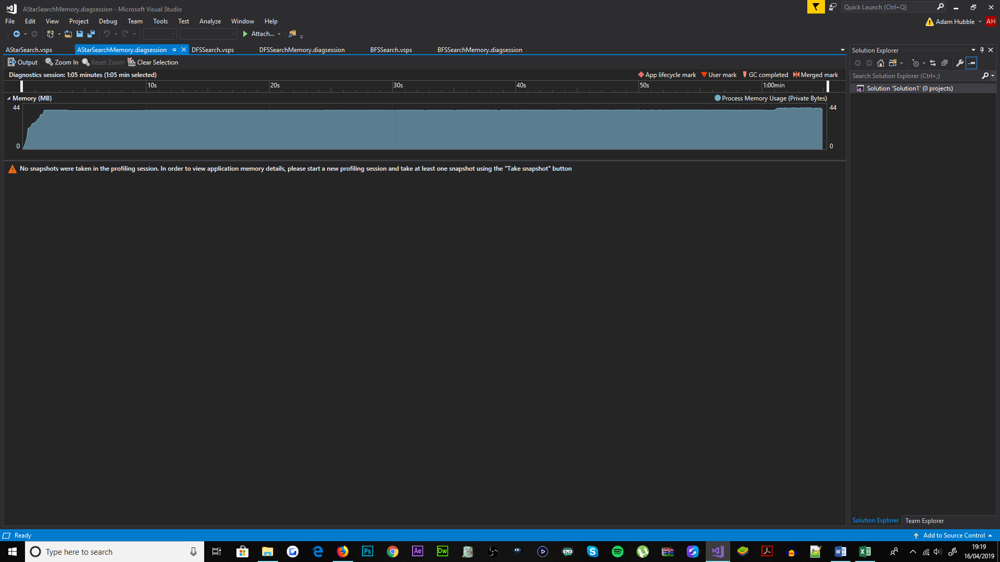 AStarSearchMemory.diagsession - Microsoft Visual Studio
Quick Launch (Ctrl+Q)
File Edit View Project Debug Team Tools Test Analyze Window Help
Adam Hubble AH
Attach...
AStarSearch.vsps AStarSearchMemory.diagsession DFSSearch.vsps DFSSearchMemory.diagsession BFSSearch.vsps BFSSearchMemory.diagsession
Solution Explorer
Output Zoom In Reset Zoom Clear Selection
Diagnostics session: 1:05 minutes (1:05 min selected)
App lifecycle mark User mark GC completed Merged mark
Search Solution Explorer (Ctrl+;)
10s 20s 30s 40s 50s 1:00min
Solution 'Solution1' (0 projects)
Memory (MB)
Process Memory Usage (Private Bytes)
44 44
0 0
No snapshots were taken in the profiling session. In order to view application memory details, please start a new profiling session and take at least one snapshot using the "Take snapshot" button
Solution Explorer Team Explorer
Ready
Add to Source Control
Type here to search
Ps
Ae
Dw
19:19
16/04/2019